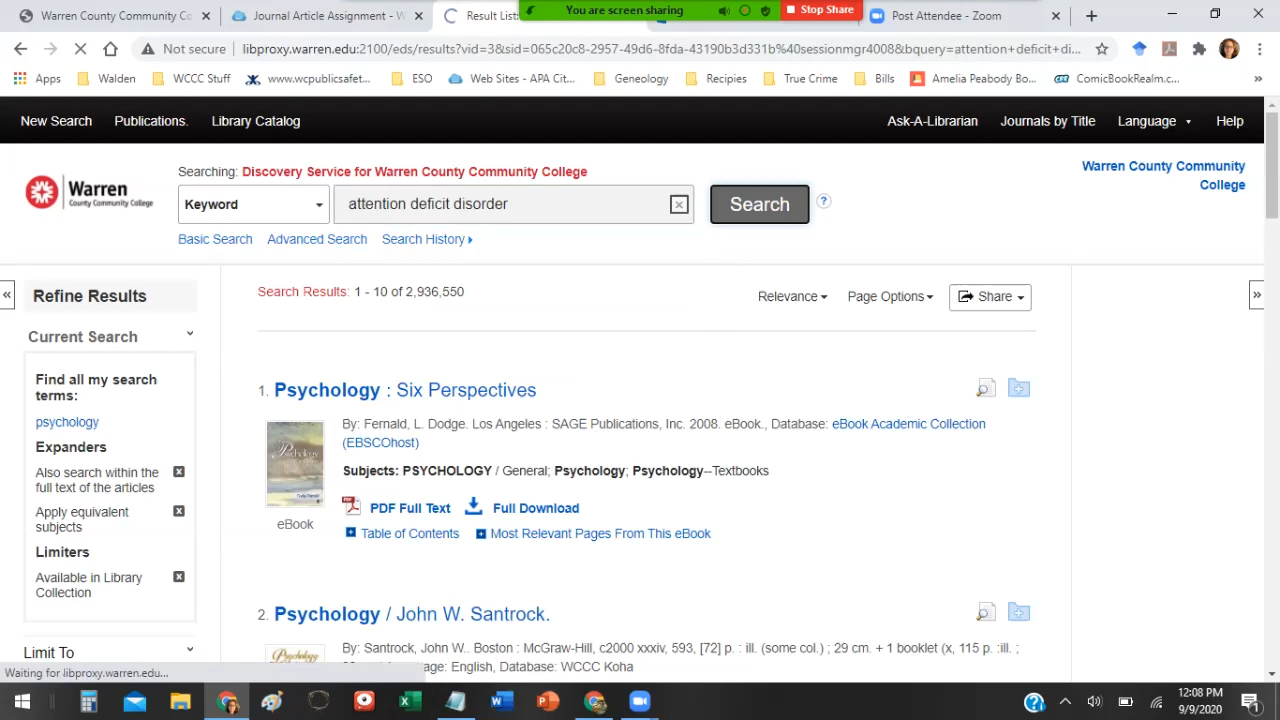 Warren County Community Co
Journal Article Assignment - W
Result List:
You are screen sharing
Stop Share
Post Attendee - Zoom
Not secure
libproxy.warren.edu:2100/eds/results?vid=3&sid=065c20c8-2957-49d6-8fda-43190b3d331b%40sessionmgr4008&bquery=attention+deficit+di...
Apps
Walden
WCCC Stuff
www.wcpublicsafet...
ESO
Web Sites - APA Cit...
Geneology
Recipies
True Crime
Bills
Amelia Peabody Bo...
ComicBookRealm.c...
»
New Search
Publications.
Library Catalog
Ask-A-Librarian
Journals by Title
Language
Help
Searching: Discovery Service for Warren County Community College
Warren County Community
College
Warren
County Community College
Keyword
attention deficit disorder
Search
?
Basic Search
Advanced Search
Search History
«
Refine Results
Search Results: 1 - 10 of 2,936,550
Relevance
Page Options
Share
»
Current Search
Find all my search
terms:
psychology
Expanders
Also search within the
full text of the articles
Apply equivalent
subjects
Limiters
Available in Library
Collection
Limit To
1. Psychology : Six Perspectives
By: Fernald, L. Dodge. Los Angeles : SAGE Publications, Inc. 2008. eBook., Database: eBook Academic Collection
(EBSCOhost)
Subjects: PSYCHOLOGY / General; Psychology; Psychology--Textbooks
Psychology
eBook
PDF Full Text
Full Download
Table of Contents
Most Relevant Pages From This eBook
2. Psychology / John W. Santrock.
By: Santrock, John W.. Boston : McGraw-Hill, c2000 xxxiv, 593, [72] p. : ill. (some col.) ; 29 cm. + 1 booklet (x, 115 p. :ill. ;
English, Database: WCCC Koha
Psychology
Waiting for libproxy.warren.edu...
12:08 PM
9/9/2020
1